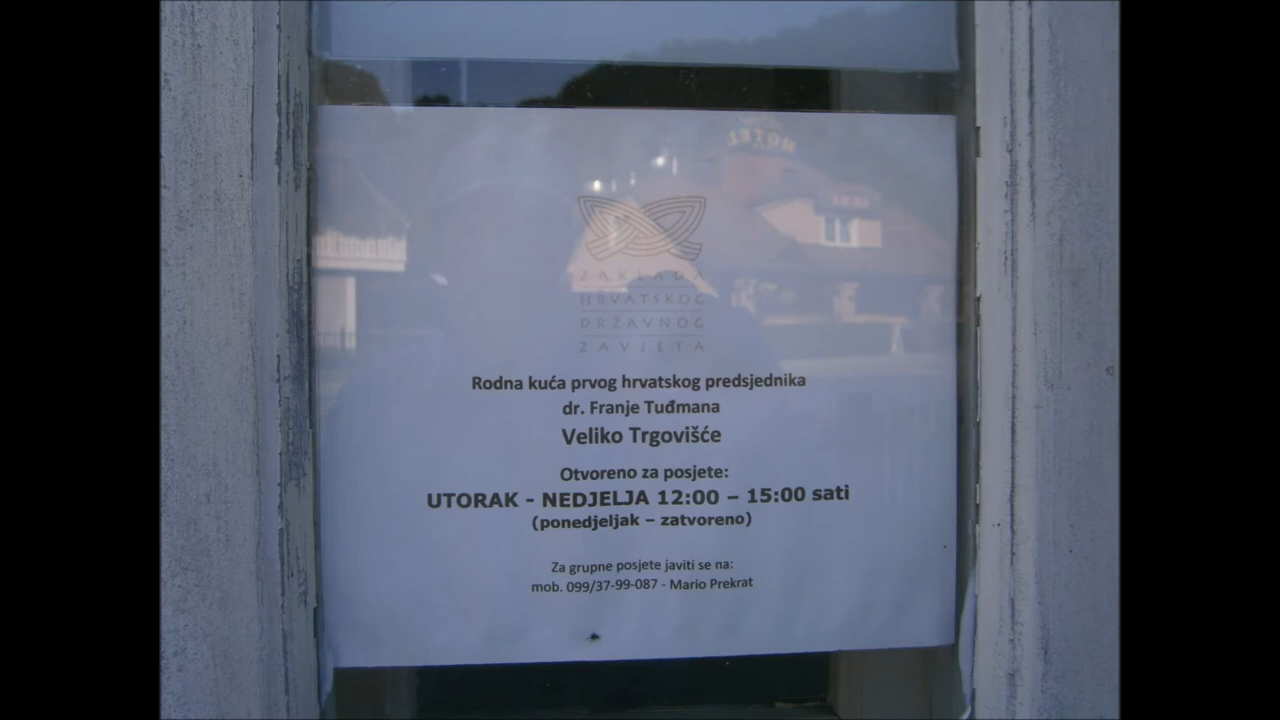 HOTEL
ZAKLADA
HRVATSKOG
DRŽAVNOG
ZAVJETA
Rodna kuća prvog hrvatskog predsjednika
dr. Franje Tuđmana
Veliko Trgovišće
Otvoreno za posjete:
UTORAK - NEDJELJA 12:00 – 15:00 sati
(ponedjeljak – zatvoreno)
Za grupne posjete javiti se na:
mob. 099/37-99-087 - Mario Prekrat